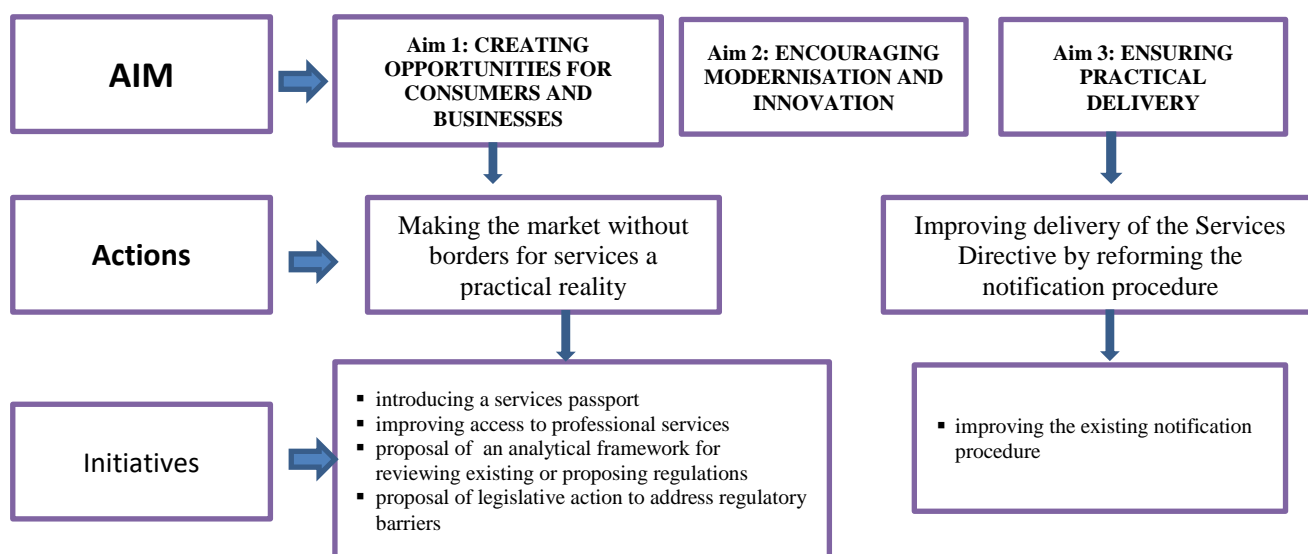 AIM
Aim 1: CREATING
OPPORTUNITIES FOR
CONSUMERS AND
BUSINESSES
Aim 2: ENCOURAGING
MODERNISATION AND
INNOVATION
Aim 3: ENSURING
PRACTICAL
DELIVERY
Actions
Making the market without
borders for services a
practical reality
Improving delivery of the Services
Directive by reforming the
notification procedure
Initiatives
▪ introducing a services passport
▪ improving access to professional services
▪ proposal of an analytical framework for
reviewing existing or proposing regulations
▪ proposal of legislative action to address regulatory
barriers
▪ improving the existing notification
procedure